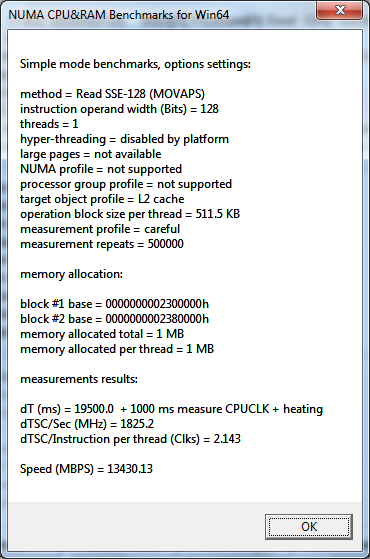 NUMA CPU&RAM Benchmarks for Win64
Simple mode benchmarks, options settings:
method = Read SSE-128 (MOVAPS)
instruction operand width (Bits) = 128
threads = 1
hyper-threading = disabled by platform
large pages = not available
NUMA profile = not supported
processor group profile = not supported
target object profile = L2 cache
operation block size per thread = 511.5 KB
measurement profile = careful
measurement repeats = 500000
memory allocation:
block #1 base = 0000000002300000h
block #2 base = 0000000002380000h
memory allocated total = 1 MB
memory allocated per thread = 1 MB
measurements results:
dT (ms) = 19500.0  + 1000 ms measure CPUCLK + heating
dTSC/Sec (MHz) = 1825.2
dTSC/Instruction per thread (Clks) = 2.143
Speed (MBPS) = 13430.13
OK